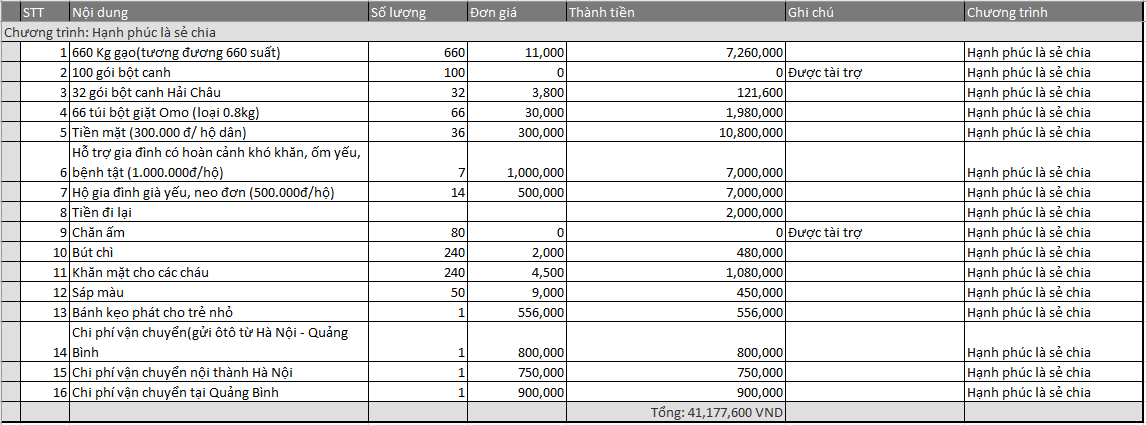 STT Nội dung Số lượng Đơn giá Thành tiền Ghi chú Chương trình
Chương trình: Hạnh phúc là sẻ chia
1 660 Kg gạo(tương đương 660 suất) 660 11,000 7,260,000 Hạnh phúc là sẻ chia
2 100 gói bột canh 100 0 0 Được tài trợ Hạnh phúc là sẻ chia
3 32 gói bột canh Hải Châu 32 3,800 121,600 Hạnh phúc là sẻ chia
4 66 túi bột giặt Omo (loại 0.8kg) 66 30,000 1,980,000 Hạnh phúc là sẻ chia
5 Tiền mặt (300.000 đ/ hộ dân) 36 300,000 10,800,000 Hạnh phúc là sẻ chia
Hỗ trợ gia đình có hoàn cảnh khó khăn, ốm yếu,
6 bệnh tật (1.000.000đ/hộ) 7 1,000,000 7,000,000 Hạnh phúc là sẻ chia
7 Hộ gia đình già yếu, neo đơn (500.000đ/hộ) 14 500,000 7,000,000 Hạnh phúc là sẻ chia
8 Tiền đi lại 2,000,000 Hạnh phúc là sẻ chia
9 Chăn ấm 80 0 0 Được tài trợ Hạnh phúc là sẻ chia
10 Bút chì 240 2,000 480,000 Hạnh phúc là sẻ chia
11 Khăn mặt cho các cháu 240 4,500 1,080,000 Hạnh phúc là sẻ chia
12 Sáp màu 50 9,000 450,000 Hạnh phúc là sẻ chia
13 Bánh kẹo phát cho trẻ nhỏ 1 556,000 556,000 Hạnh phúc là sẻ chia
Chi phí vận chuyển(gửi ôtô từ Hà Nội - Quảng
14 Bình 1 800,000 800,000 Hạnh phúc là sẻ chia
15 Chi phí vận chuyển nội thành Hà Nội 1 750,000 750,000 Hạnh phúc là sẻ chia
16 Chi phí vận chuyển tại Quảng Bình 1 900,000 900,000 Hạnh phúc là sẻ chia
Tổng: 41,177,600 VND